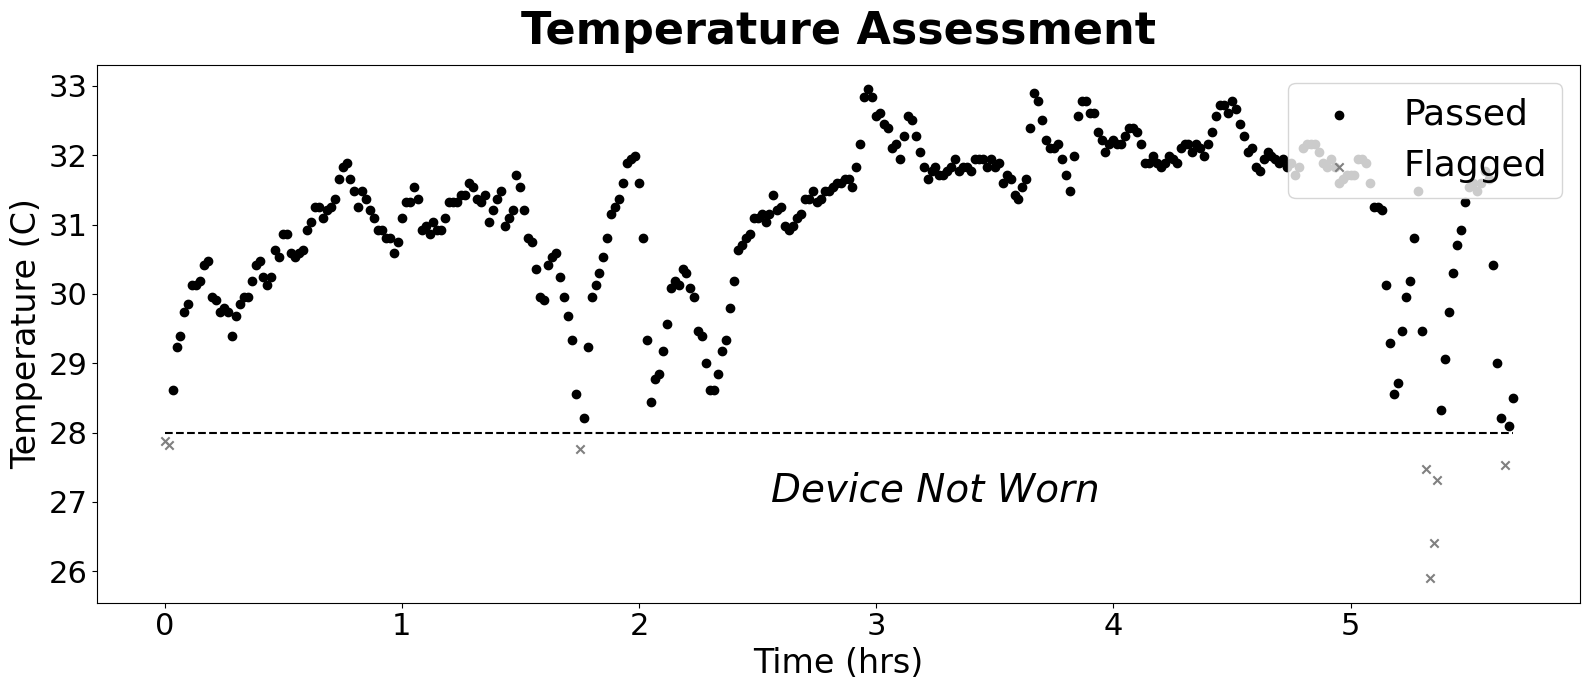 Temperature Assessment
Temperature (C)
33
32
31
30
29
28
27
26
Passed
Flagged
Device Not Worn
0 1 2 3 4 5
Time (hrs)